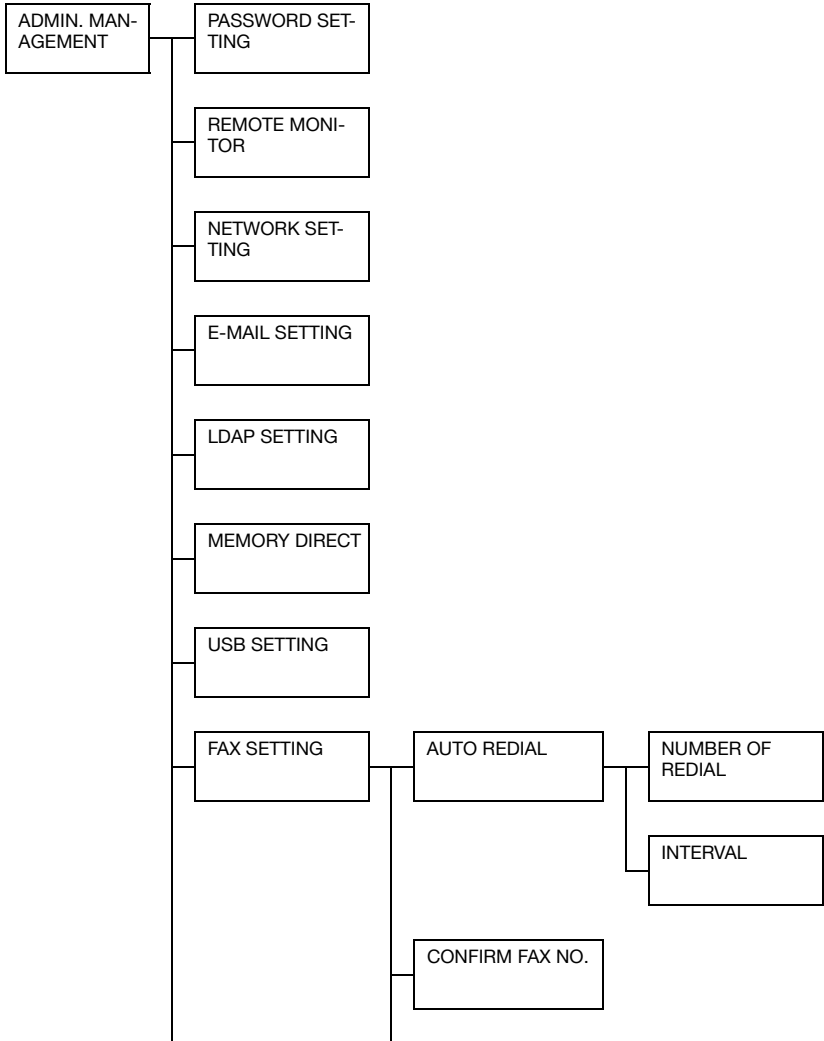 ADMIN. MAN-
AGEMENT
PASSWORD SET-
TING
REMOTE MONI-
TOR
NETWORK SET-
TING
E-MAIL SETTING
LDAP SETTING
MEMORY DIRECT
USB SETTING
FAX SETTING
AUTO REDIAL
NUMBER OF
REDIAL
INTERVAL
CONFIRM FAX NO.